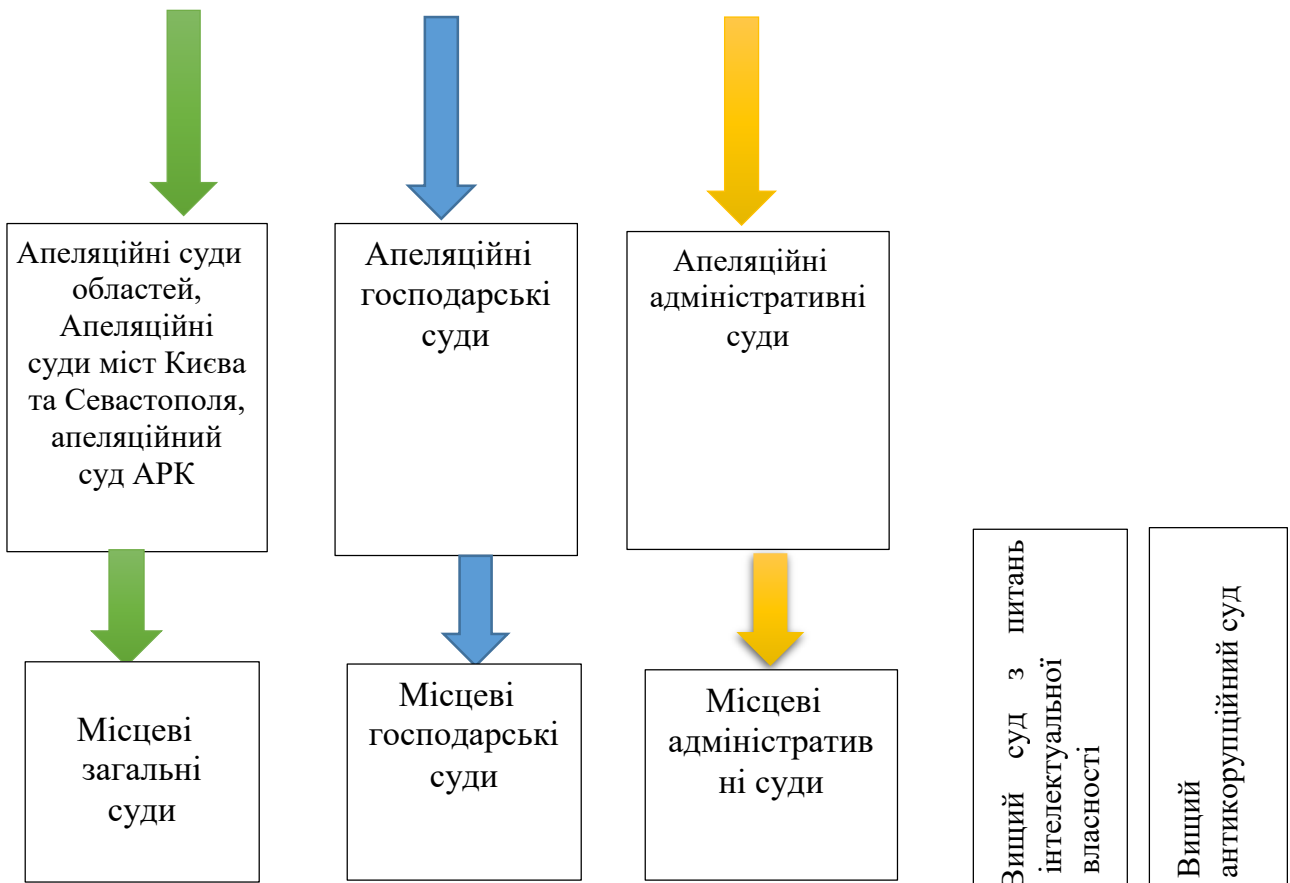 Апеляційні суди
областей,
Апеляційні
суди міст Києва
та Севастополя,
апеляційний
суд АРК
Апеляційні
господарські
суди
Апеляційні
адміністративні
суди
Місцеві
загальні
суди
Місцеві
господарські
суди
Місцеві
адміністратив
ні суди
Вищий суд з питань
інтелектуальної
власності
Вищий
антикорупційний суд